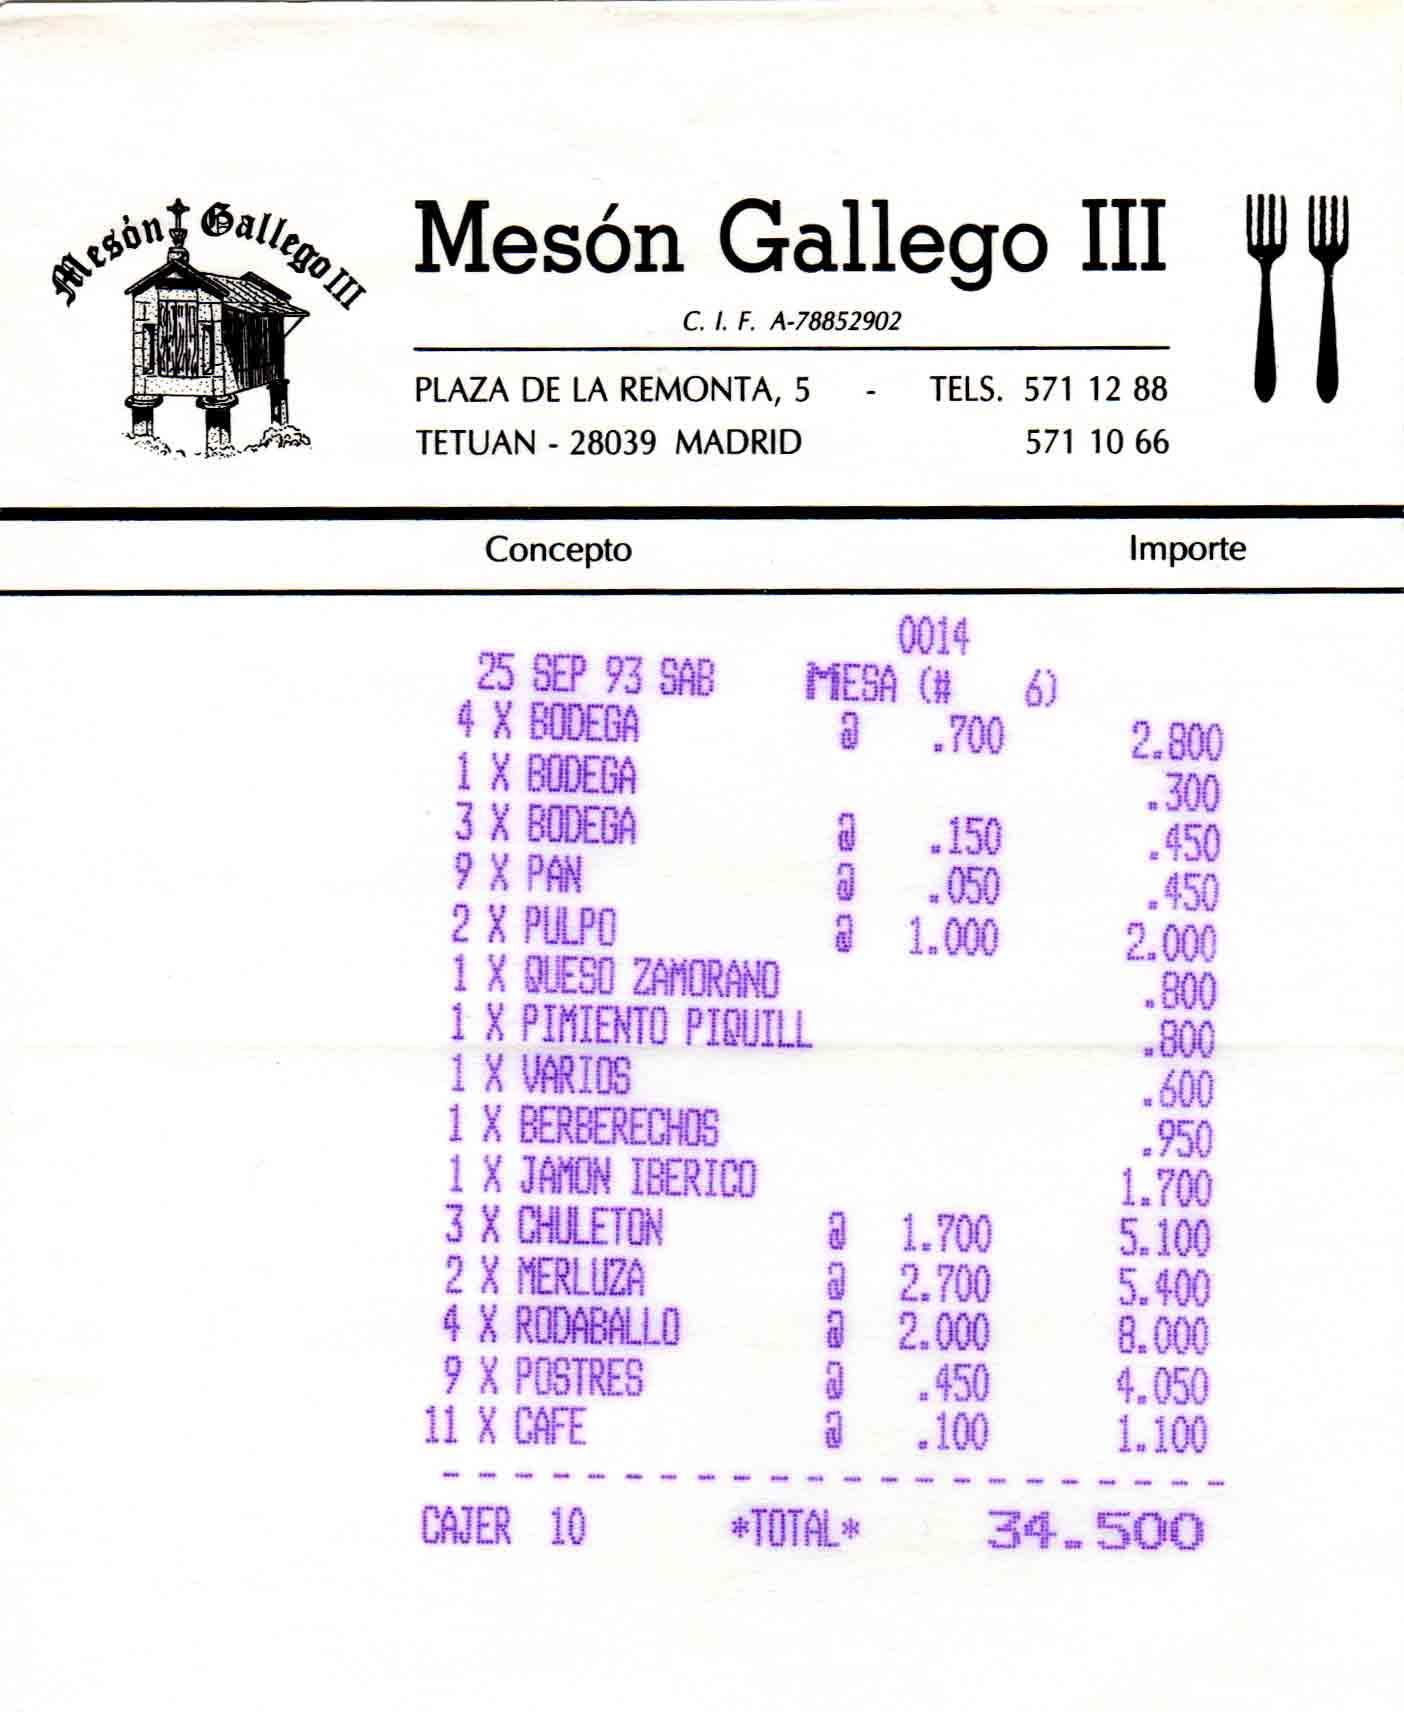 Mesón Gallego III
Mesón Gallego III
C. I. F. A-78852902
PLAZA DE LA REMONTA, 5 - TELS. 571 12 88
TETUAN - 28039 MADRID 571 10 66
Concepto Importe
0014
25 SEP 93 SAB MESA (# 6)
4 X BODEGA @ .700 2.800
1 X BODEGA .300
3 X BODEGA @ .150 .450
9 X PAN @ .050 .450
2 X PULPO @ 1.000 2.000
1 X QUESO ZAMORANO .800
1 X PIMIENTO PIQUILL .800
1 X VARIOS .600
1 X BERBERECHOS .950
1 X JAMON IBERICO 1.700
3 X CHULETON @ 1.700 5.100
2 X MERLUZA @ 2.700 5.400
4 X RODABALLO @ 2.000 8.000
9 X POSTRES @ .450 4.050
11 X CAFE @ .100 1.100
CAJER 10 *TOTAL* 34.500